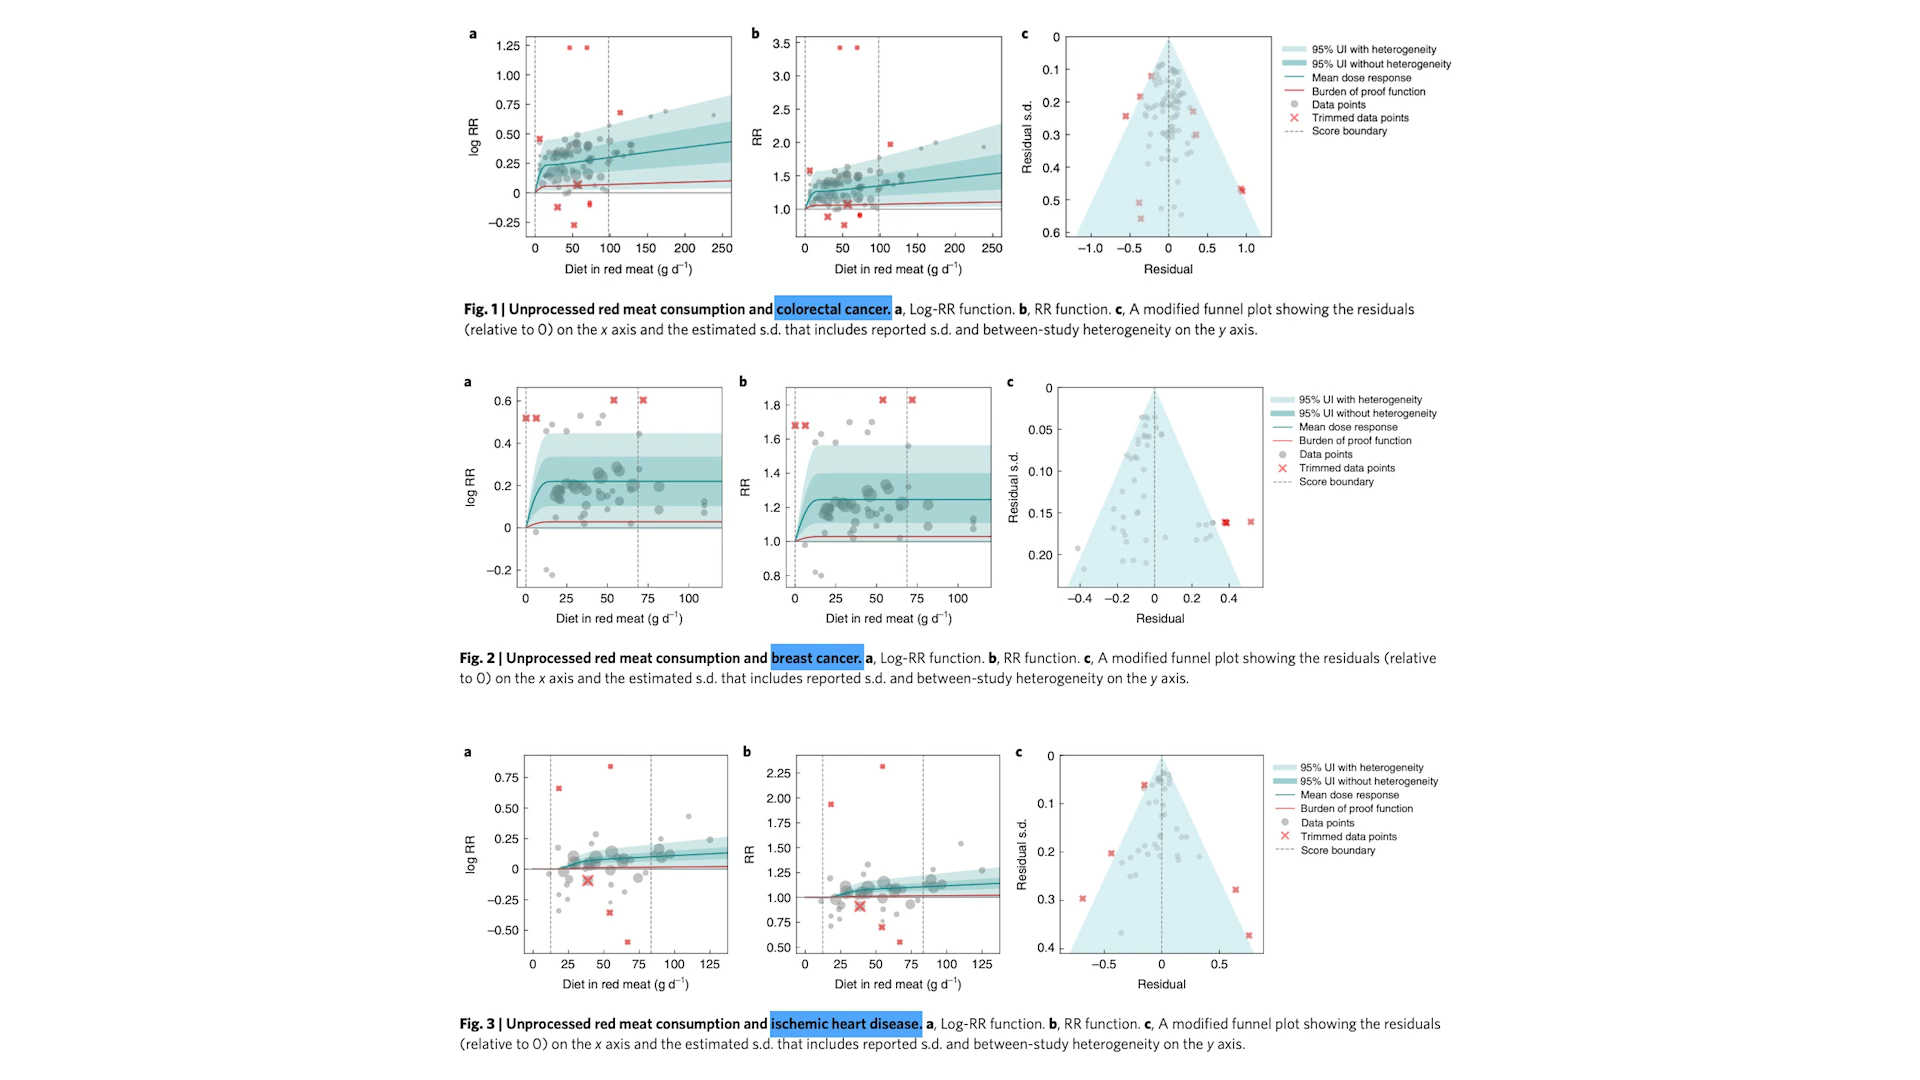 a
1.25
1.00
0.75
0.50
0.25
0
−0.25
log RR
0 50 100 150 200 250
Diet in red meat (g d−1)
b
3.5
3.0
2.5
2.0
1.5
1.0
RR
0 50 100 150 200 250
Diet in red meat (g d−1)
c
0
0.1
0.2
0.3
0.4
0.5
0.6
Residual s.d.
−1.0 −0.5 0 0.5 1.0
Residual
95% UI with heterogeneity
95% UI without heterogeneity
Mean dose response
Burden of proof function
Data points
Trimmed data points
Score boundary
Fig. 1 | Unprocessed red meat consumption and colorectal cancer. a, Log-RR function. b, RR function. c, A modified funnel plot showing the residuals
(relative to 0) on the x axis and the estimated s.d. that includes reported s.d. and between-study heterogeneity on the y axis.
a
0.6
0.4
0.2
0
−0.2
log RR
0 25 50 75 100
Diet in red meat (g d−1)
b
1.8
1.6
1.4
1.2
1.0
0.8
RR
0 25 50 75 100
Diet in red meat (g d−1)
c
0
0.05
0.10
0.15
0.20
Residual s.d.
−0.4 −0.2 0 0.2 0.4
Residual
95% UI with heterogeneity
95% UI without heterogeneity
Mean dose response
Burden of proof function
Data points
Trimmed data points
Score boundary
Fig. 2 | Unprocessed red meat consumption and breast cancer. a, Log-RR function. b, RR function. c, A modified funnel plot showing the residuals (relative
to 0) on the x axis and the estimated s.d. that includes reported s.d. and between-study heterogeneity on the y axis.
a
0.75
0.50
0.25
0
−0.25
−0.50
log RR
0 25 50 75 100 125
Diet in red meat (g d−1)
b
2.25
2.00
1.75
1.50
1.25
1.00
0.75
0.50
RR
0 25 50 75 100 125
Diet in red meat (g d−1)
c
0
0.1
0.2
0.3
0.4
Residual s.d.
−0.5 0 0.5
Residual
95% UI with heterogeneity
95% UI without heterogeneity
Mean dose response
Burden of proof function
Data points
Trimmed data points
Score boundary
Fig. 3 | Unprocessed red meat consumption and ischemic heart disease. a, Log-RR function. b, RR function. c, A modified funnel plot showing the residuals
(relative to 0) on the x axis and the estimated s.d. that includes reported s.d. and between-study heterogeneity on the y axis.